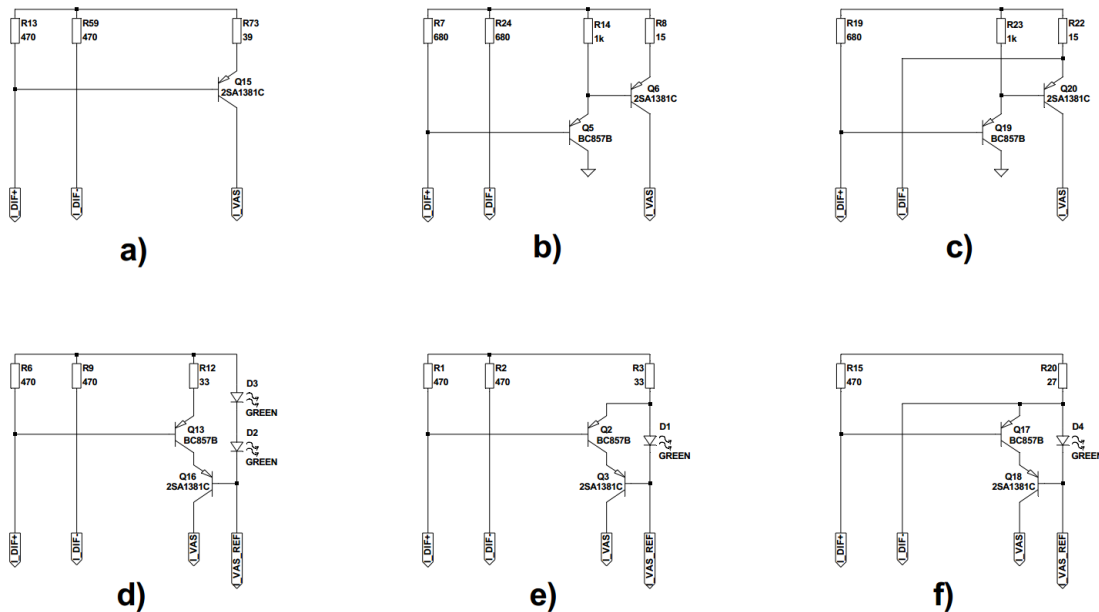 R13
470
R59
470
R73
39
Q15
2SA1381C
I_DIF+
I_DIF-
I_VAS
a)
R7
680
R24
680
R14
1k
R8
15
Q6
2SA1381C
Q5
BC857B
I_DIF+
I_DIF-
I_VAS
b)
R19
680
R23
1k
R22
15
Q20
2SA1381C
Q19
BC857B
I_DIF+
I_DIF-
I_VAS
c)
R6
470
R9
470
R12
33
D3
GREEN
Q13
BC857B
D2
GREEN
Q16
2SA1381C
I_DIF+
I_DIF-
I_VAS
I_VAS_REF
d)
R1
470
R2
470
R3
33
Q2
BC857B
D1
GREEN
Q3
2SA1381C
I_DIF+
I_DIF-
I_VAS
I_VAS_REF
e)
R15
470
R20
27
Q17
BC857B
D4
GREEN
Q18
2SA1381C
I_DIF+
I_DIF-
I_VAS
I_VAS_REF
f)